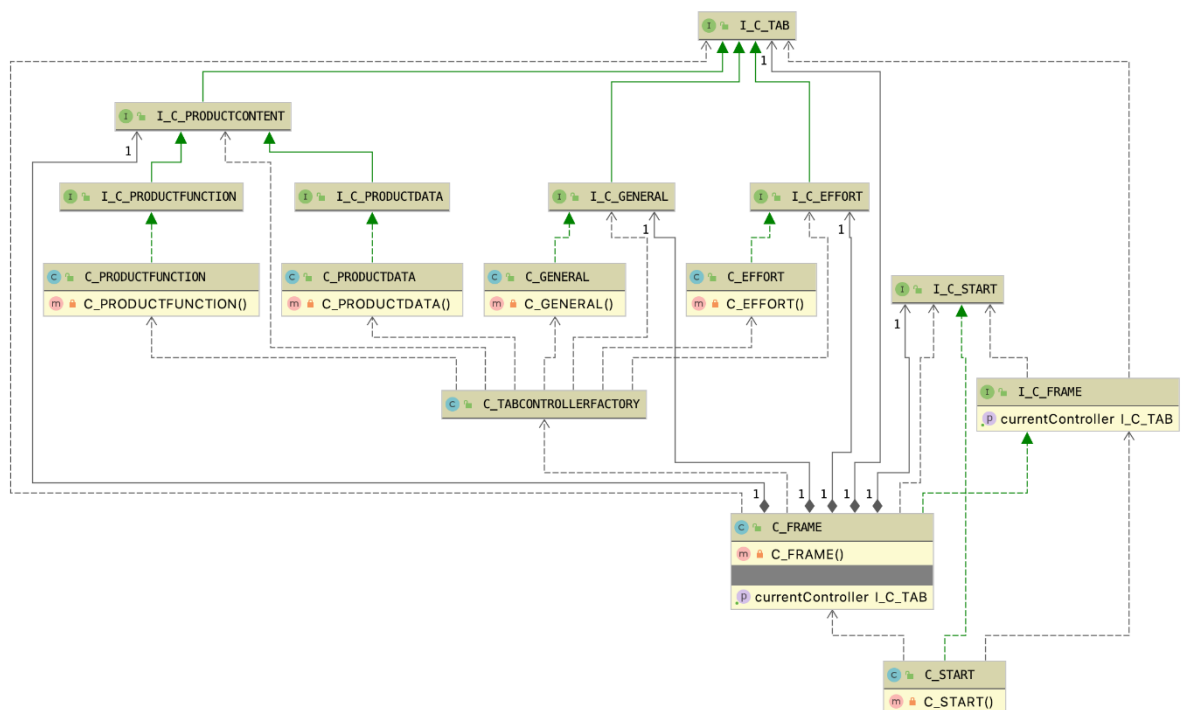 I I_C_TAB
1
I I_C_PRODUCTCONTENT
1
I I_C_PRODUCTFUNCTION
I I_C_PRODUCTDATA
I I_C_GENERAL
I I_C_EFFORT
1
1
C C_PRODUCTFUNCTION
m C_PRODUCTFUNCTION()
C C_PRODUCTDATA
m C_PRODUCTDATA()
C C_GENERAL
m C_GENERAL()
C C_EFFORT
m C_EFFORT()
I I_C_START
1
C C_TABCONTROLLERFACTORY
I I_C_FRAME
p currentController I_C_TAB
1 1 1 1 1
C C_FRAME
m C_FRAME()
p currentController I_C_TAB
C C_START
m C_START()